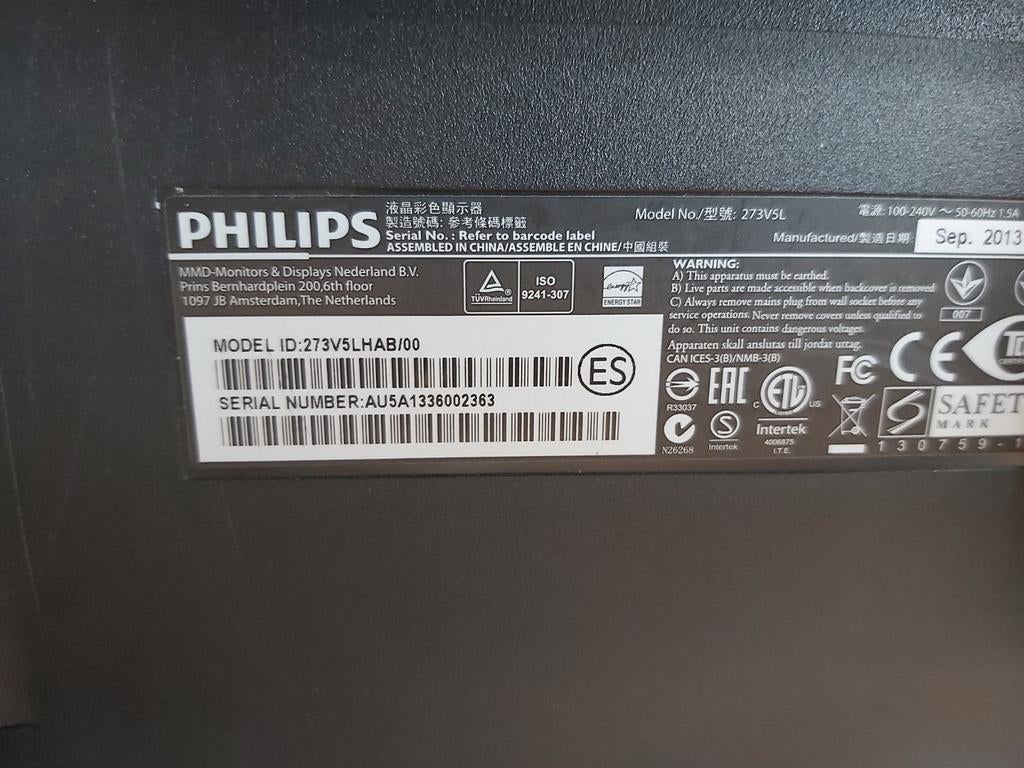 PHILIPS
液晶彩色顯示器
製造號碼: 參考條碼標籤
Serial No.: Refer to barcode label
ASSEMBLED IN CHINA/ASSEMBLE EN CHINE/中國組裝
Model No./型號: 273V5L
電源: 100-240V ～ 50-60Hz 1.5A
Manufactured/製造日期:
Sep. 2013
MMD-Monitors & Displays Nederland B.V.
Prins Bernhardplein 200,6th floor
1097 JB Amsterdam,The Netherlands
TÜVRheinland
®
ISO
9241-307
energy
ENERGY STAR
WARNING:
A) This apparatus must be earthed.
B) Live parts are made accessible when backcover is removed
C) Always remove mains plug from wall socket before any
service operations. Never remove covers unless qualified to
do so. This unit contains dangerous voltages.
Apparaten skall anslutas till jordat uttag.
CAN ICES-3(B)/NMB-3(B)
007
MODEL ID:273V5LHAB/00
SERIAL NUMBER:AU5A1336002363
ES
R33037
EAC
C ETL US
LISTED
Intertek
4006875
I.T.E.
N26268
S
Intertek
FC
CE
SAFET
MARK
130759-1